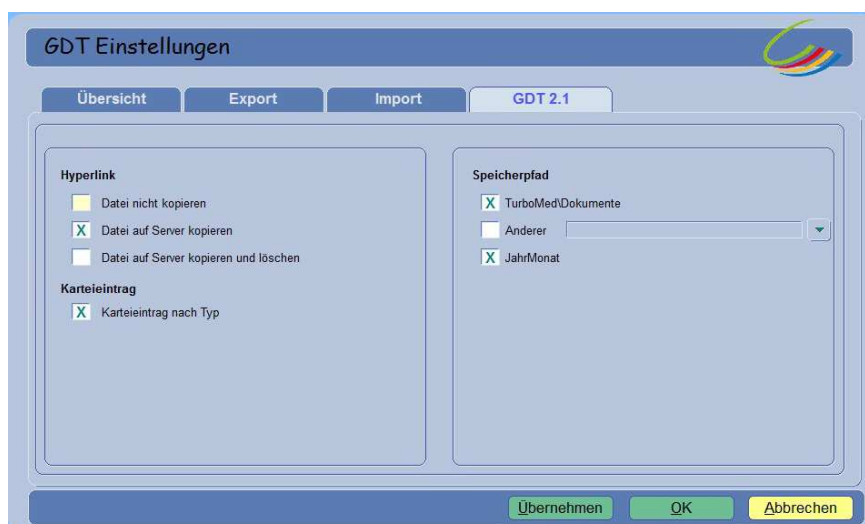 GDT Einstellungen
Übersicht
Export
Import
GDT 2.1
Hyperlink
Datei nicht kopieren
X Datei auf Server kopieren
Datei auf Server kopieren und löschen
Karteieintrag
X Karteieintrag nach Typ
Speicherpfad
X TurboMed\Dokumente
Anderer
X JahrMonat
Übernehmen
OK
Abbrechen